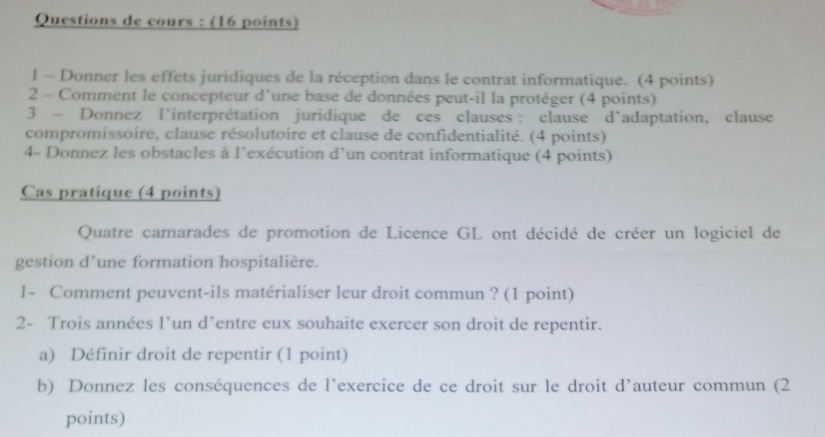 Questions de cours : (16 points)
1 – Donner les effets juridiques de la réception dans le contrat informatique. (4 points)
2 – Comment le concepteur d'une base de données peut-il la protéger (4 points)
3 – Donnez l'interprétation juridique de ces clauses : clause d'adaptation, clause
compromissoire, clause résolutoire et clause de confidentialité. (4 points)
4- Donnez les obstacles à l'exécution d'un contrat informatique (4 points)
Cas pratique (4 points)
Quatre camarades de promotion de Licence GL ont décidé de créer un logiciel de
gestion d'une formation hospitalière.
1- Comment peuvent-ils matérialiser leur droit commun ? (1 point)
2- Trois années l'un d'entre eux souhaite exercer son droit de repentir.
a) Définir droit de repentir (1 point)
b) Donnez les conséquences de l'exercice de ce droit sur le droit d'auteur commun (2
points)